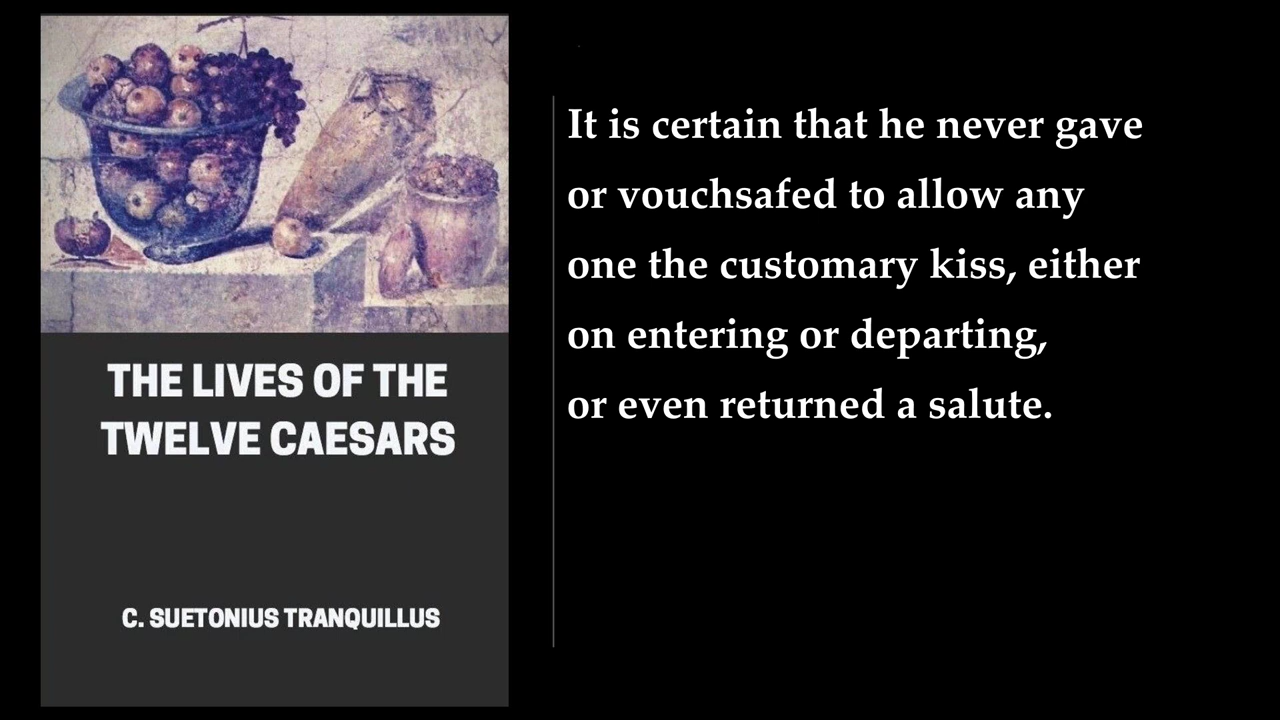 THE LIVES OF THE
TWELVE CAESARS
C. SUETONIUS TRANQUILLUS
It is certain that he never gave
or vouchsafed to allow any
one the customary kiss, either
on entering or departing,
or even returned a salute.